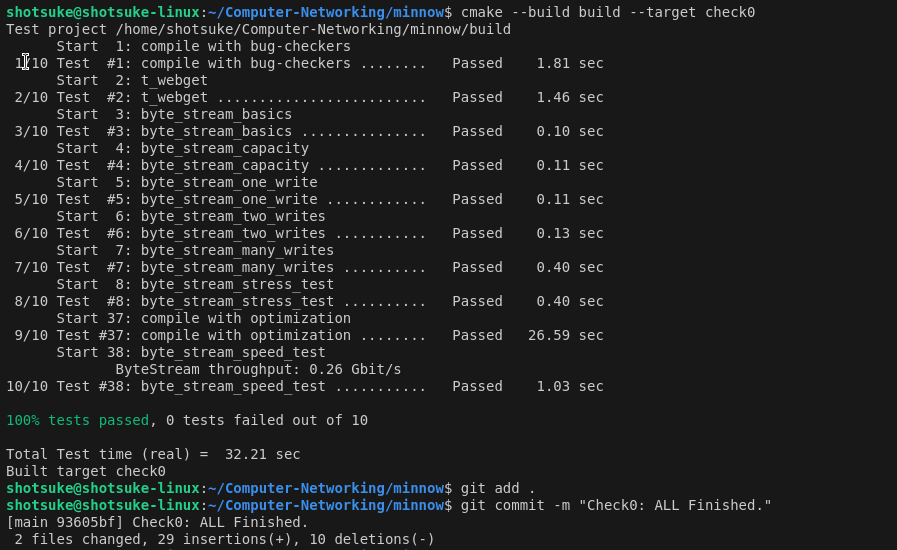 shotsuke@shotsuke-linux:~/Computer-Networking/minnow$ cmake --build build --target check0
Test project /home/shotsuke/Computer-Networking/minnow/build
      Start  1: compile with bug-checkers
 1/10 Test  #1: compile with bug-checkers ........   Passed    1.81 sec
      Start  2: t_webget
 2/10 Test  #2: t_webget .........................   Passed    1.46 sec
      Start  3: byte_stream_basics
 3/10 Test  #3: byte_stream_basics ...............   Passed    0.10 sec
      Start  4: byte_stream_capacity
 4/10 Test  #4: byte_stream_capacity .............   Passed    0.11 sec
      Start  5: byte_stream_one_write
 5/10 Test  #5: byte_stream_one_write ............   Passed    0.11 sec
      Start  6: byte_stream_two_writes
 6/10 Test  #6: byte_stream_two_writes ...........   Passed    0.13 sec
      Start  7: byte_stream_many_writes
 7/10 Test  #7: byte_stream_many_writes ..........   Passed    0.40 sec
      Start  8: byte_stream_stress_test
 8/10 Test  #8: byte_stream_stress_test ..........   Passed    0.40 sec
      Start 37: compile with optimization
 9/10 Test #37: compile with optimization ........   Passed   26.59 sec
      Start 38: byte_stream_speed_test
             ByteStream throughput: 0.26 Gbit/s
10/10 Test #38: byte_stream_speed_test ...........   Passed    1.03 sec

100% tests passed, 0 tests failed out of 10

Total Test time (real) =  32.21 sec
Built target check0
shotsuke@shotsuke-linux:~/Computer-Networking/minnow$ git add .
shotsuke@shotsuke-linux:~/Computer-Networking/minnow$ git commit -m "Check0: ALL Finished."
[main 93605bf] Check0: ALL Finished.
 2 files changed, 29 insertions(+), 10 deletions(-)